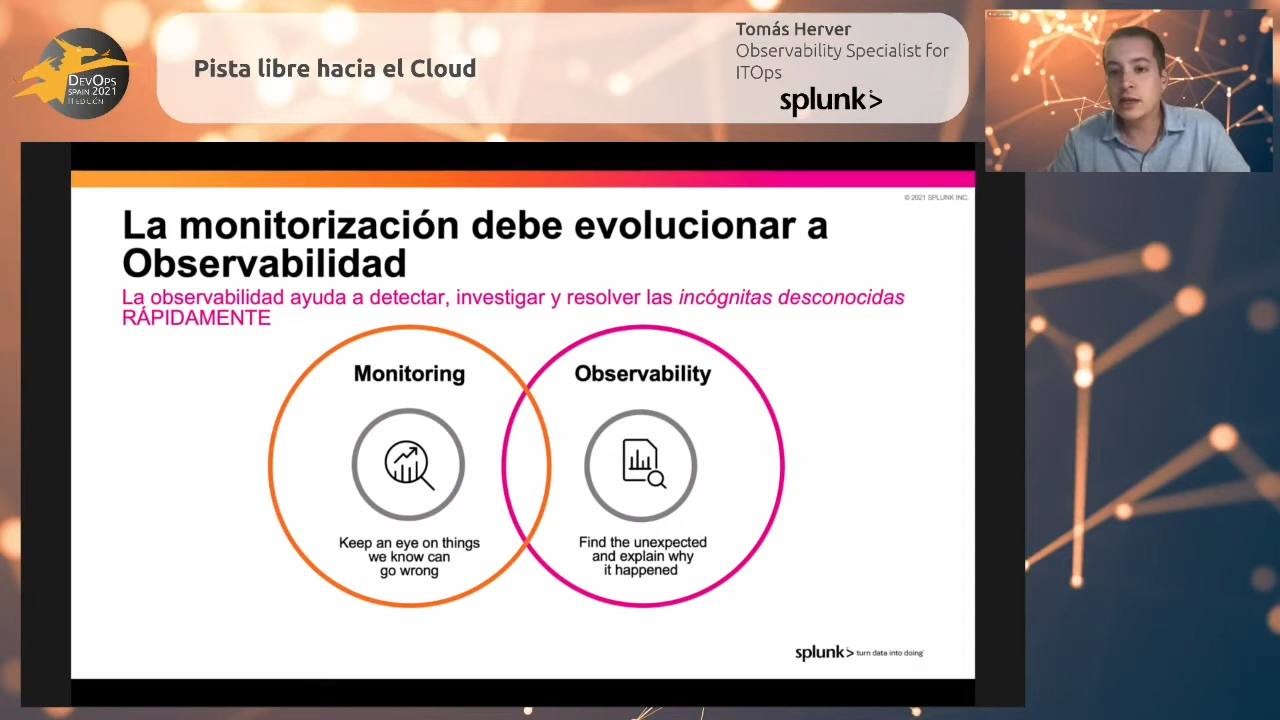 DEVOPS
SPAIN 2021
II EDICIÓN
Pista libre hacia el Cloud
Tomás Herver
Observability Specialist for
ITOps
splunk>
© 2021 SPLUNK INC.
La monitorización debe evolucionar a
Observabilidad
La observabilidad ayuda a detectar, investigar y resolver las incógnitas desconocidas
RÁPIDAMENTE
Monitoring
Keep an eye on things
we know can
go wrong
Observability
Find the unexpected
and explain why
it happened
splunk> turn data into doing